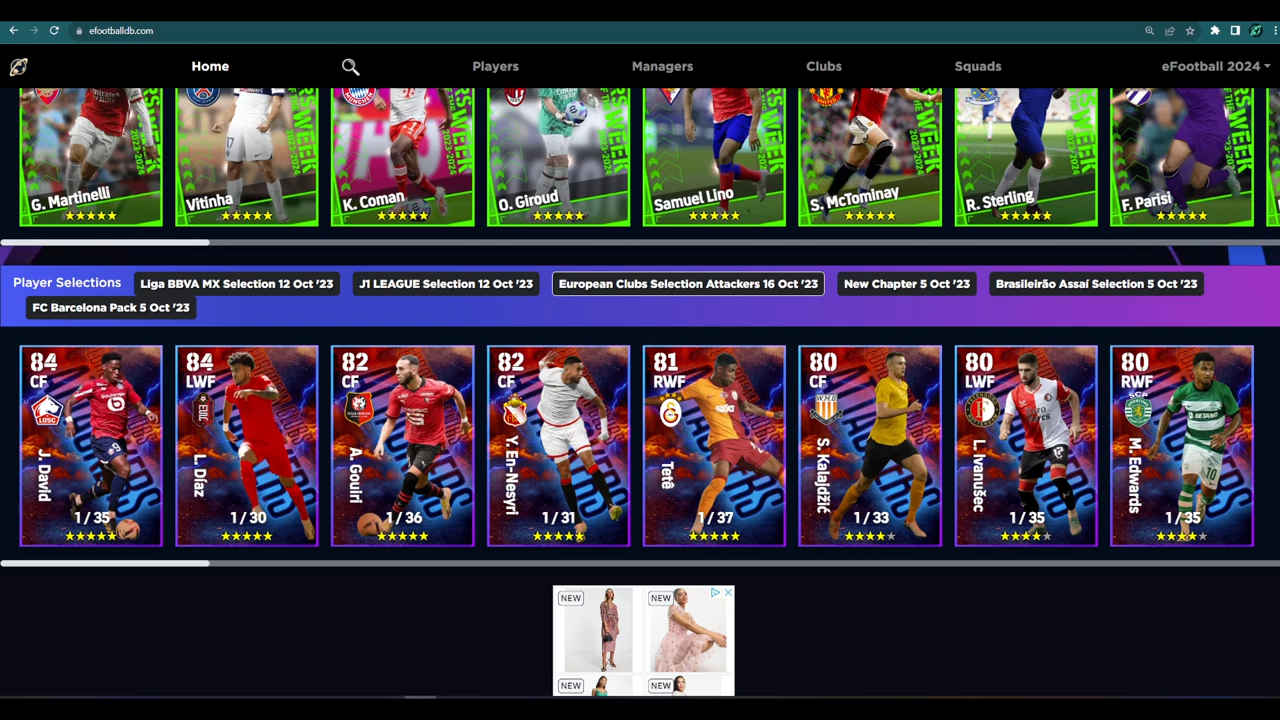 efootballdb.com
Home
Players
Managers
Clubs
Squads
eFootball 2024
G. Martinelli
Vitinha
K. Coman
O. Giroud
Samuel Lino
S. McTominay
R. Sterling
F. Parisi
WEEK
2023-2024
Player Selections
Liga BBVA MX Selection 12 Oct '23
J1 LEAGUE Selection 12 Oct '23
European Clubs Selection Attackers 16 Oct '23
New Chapter 5 Oct '23
Brasileirão Assaí Selection 5 Oct '23
FC Barcelona Pack 5 Oct '23
84
CF
LOSC
J. David
1 / 35
84
LWF
L. Díaz
1 / 30
82
CF
A. Gouiri
1 / 36
82
CF
Y. En-Nesyri
1 / 31
81
RWF
Tetê
1 / 37
80
CF
W.M.G
S. Kalajdžić
1 / 33
80
LWF
L. Ivanušec
1 / 35
80
RWF
SCP
M. Edwards
1 / 35
NEW
NEW
NEW
NEW